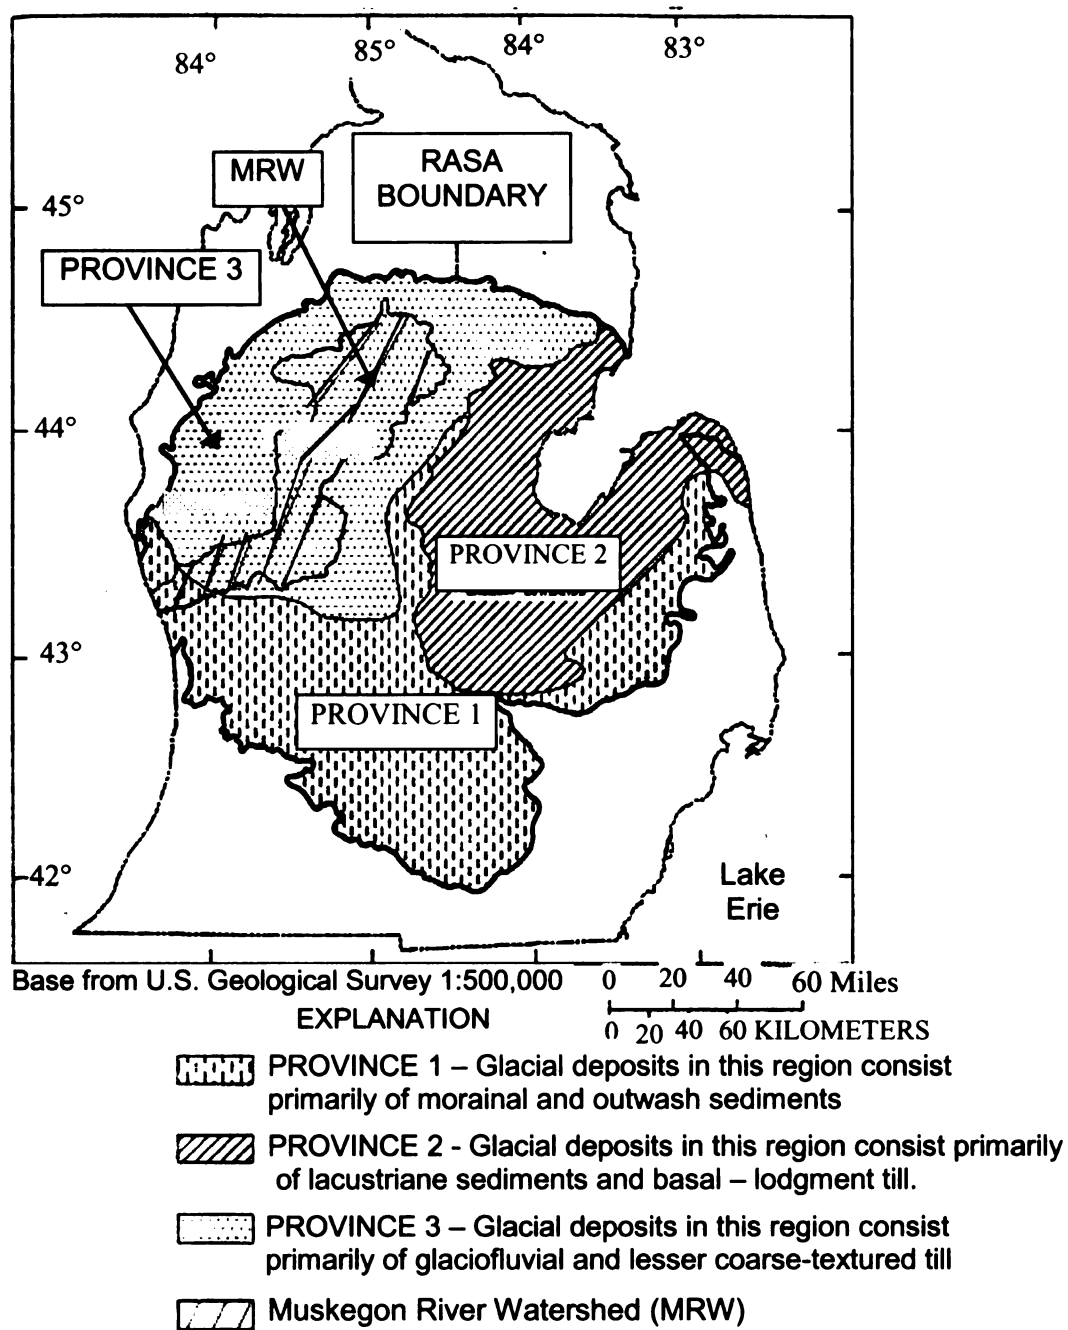 84°
85°
84°
83°
MRW
RASA
BOUNDARY
45°
PROVINCE 3
44°
PROVINCE 2
43°
PROVINCE 1
42°
Lake
Erie
Base from U.S. Geological Survey 1:500,000
0 20 40 60 Miles
EXPLANATION
0 20 40 60 KILOMETERS
PROVINCE 1 – Glacial deposits in this region consist
primarily of morainal and outwash sediments
PROVINCE 2 - Glacial deposits in this region consist primarily
of lacustriane sediments and basal – lodgment till.
PROVINCE 3 – Glacial deposits in this region consist
primarily of glaciofluvial and lesser coarse-textured till
Muskegon River Watershed (MRW)